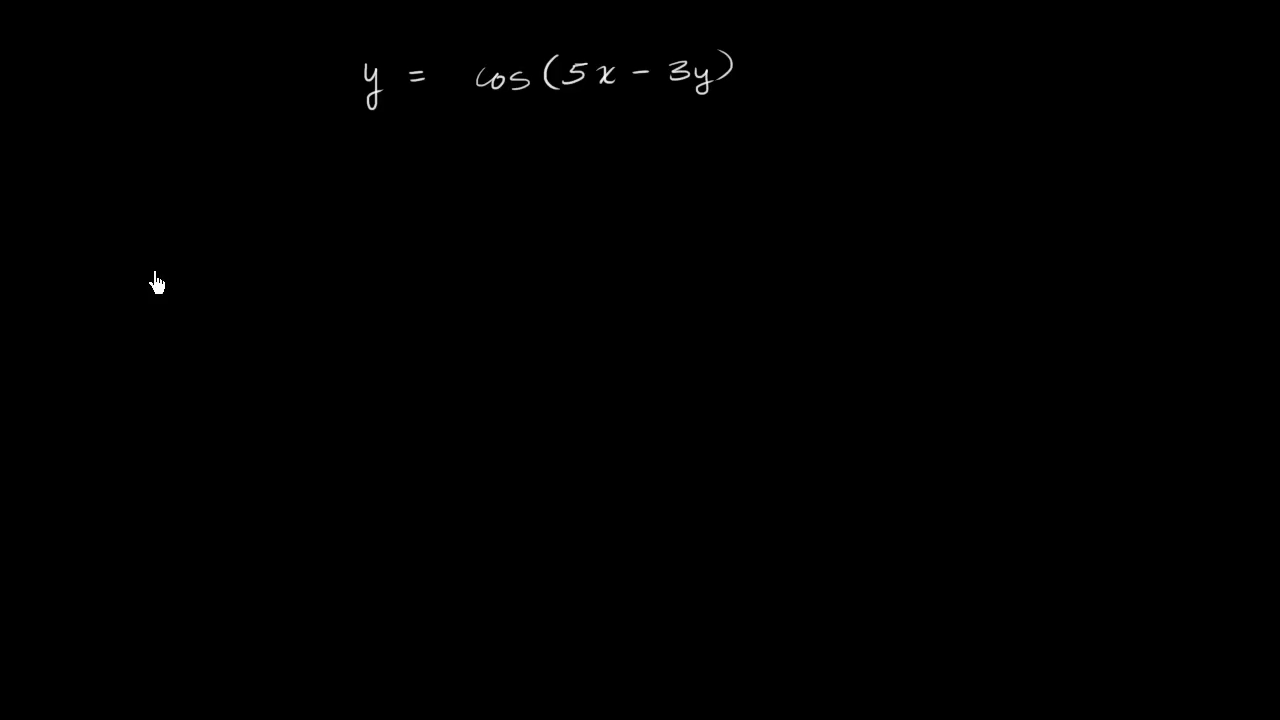 y = cos(5x - 3y)